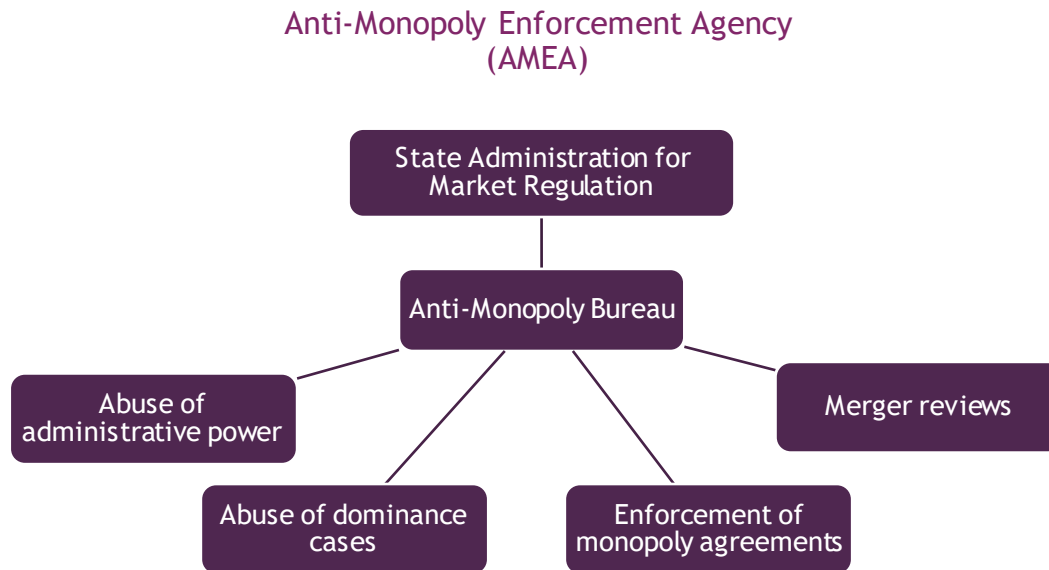 Anti-Monopoly Enforcement Agency
(AMEA)
State Administration for
Market Regulation
Anti-Monopoly Bureau
Abuse of
administrative power
Merger reviews
Abuse of dominance
cases
Enforcement of
monopoly agreements